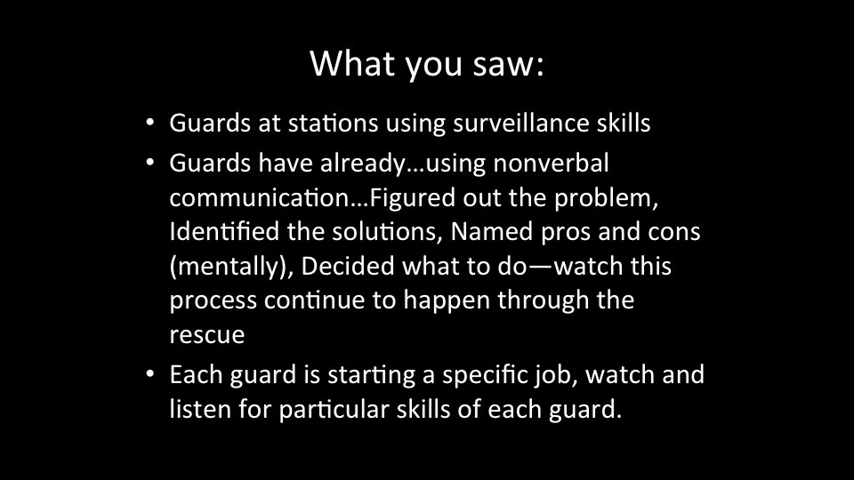 What you saw:
• Guards at stations using surveillance skills
• Guards have already...using nonverbal
communication...Figured out the problem,
Identified the solutions, Named pros and cons
(mentally), Decided what to do—watch this
process continue to happen through the
rescue
• Each guard is starting a specific job, watch and
listen for particular skills of each guard.